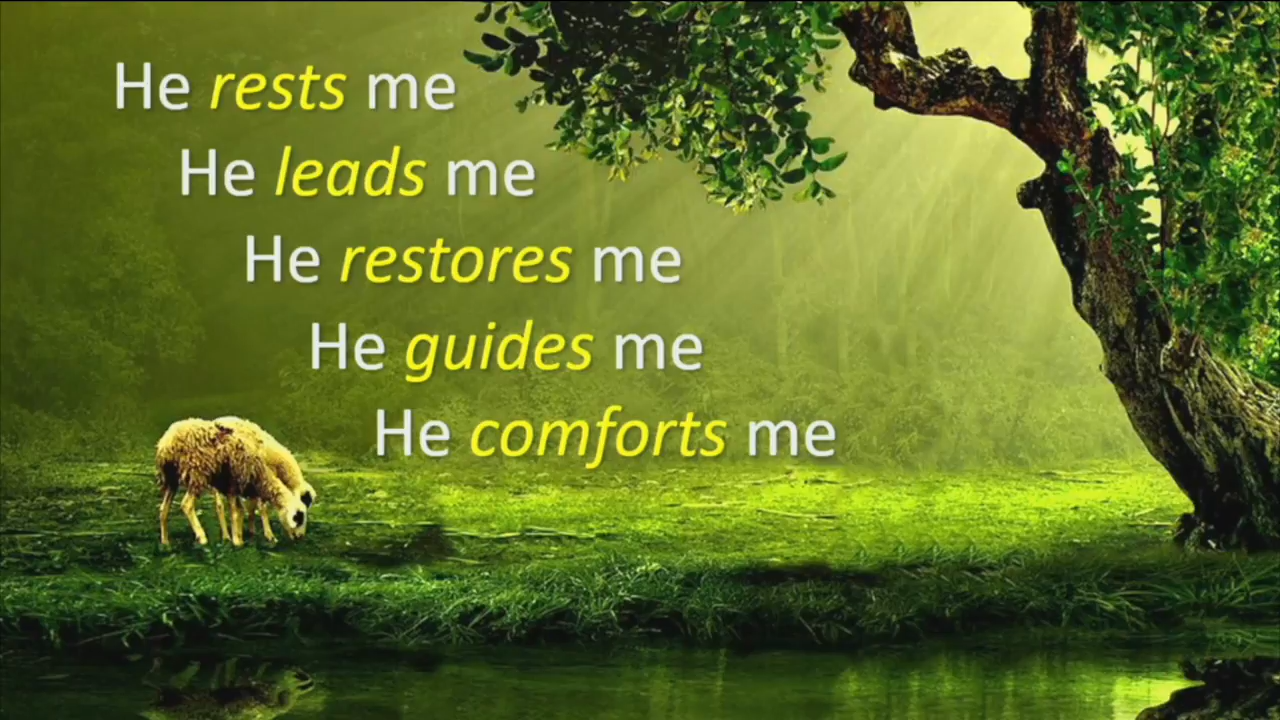 He rests me
He leads me
He restores me
He guides me
He comforts me